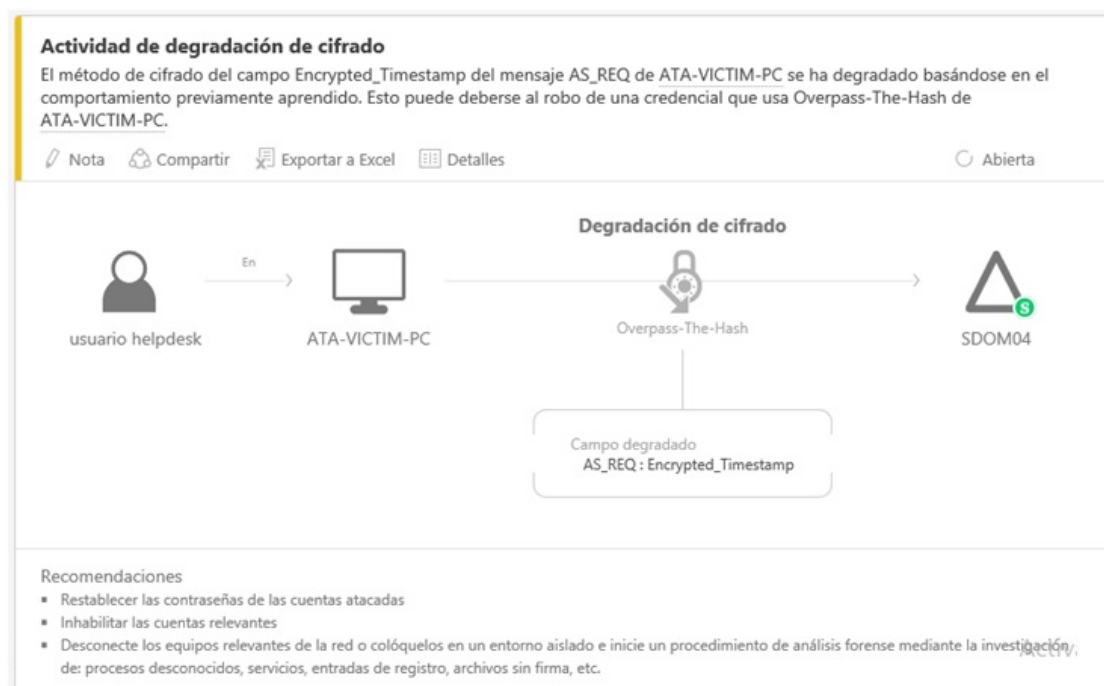 Actividad de degradación de cifrado
El método de cifrado del campo Encrypted_Timestamp del mensaje AS_REQ de ATA-VICTIM-PC se ha degradado basándose en el
comportamiento previamente aprendido. Esto puede deberse al robo de una credencial que usa Overpass-The-Hash de
ATA-VICTIM-PC.
Nota Compartir Exportar a Excel Detalles Abierta
Degradación de cifrado
En
usuario helpdesk ATA-VICTIM-PC Overpass-The-Hash S SDOM04
Campo degradado
AS_REQ : Encrypted_Timestamp
Recomendaciones
▪ Restablecer las contraseñas de las cuentas atacadas
▪ Inhabilitar las cuentas relevantes
▪ Desconecte los equipos relevantes de la red o colóquelos en un entorno aislado e inicie un procedimiento de análisis forense mediante la investigación
de: procesos desconocidos, servicios, entradas de registro, archivos sin firma, etc.